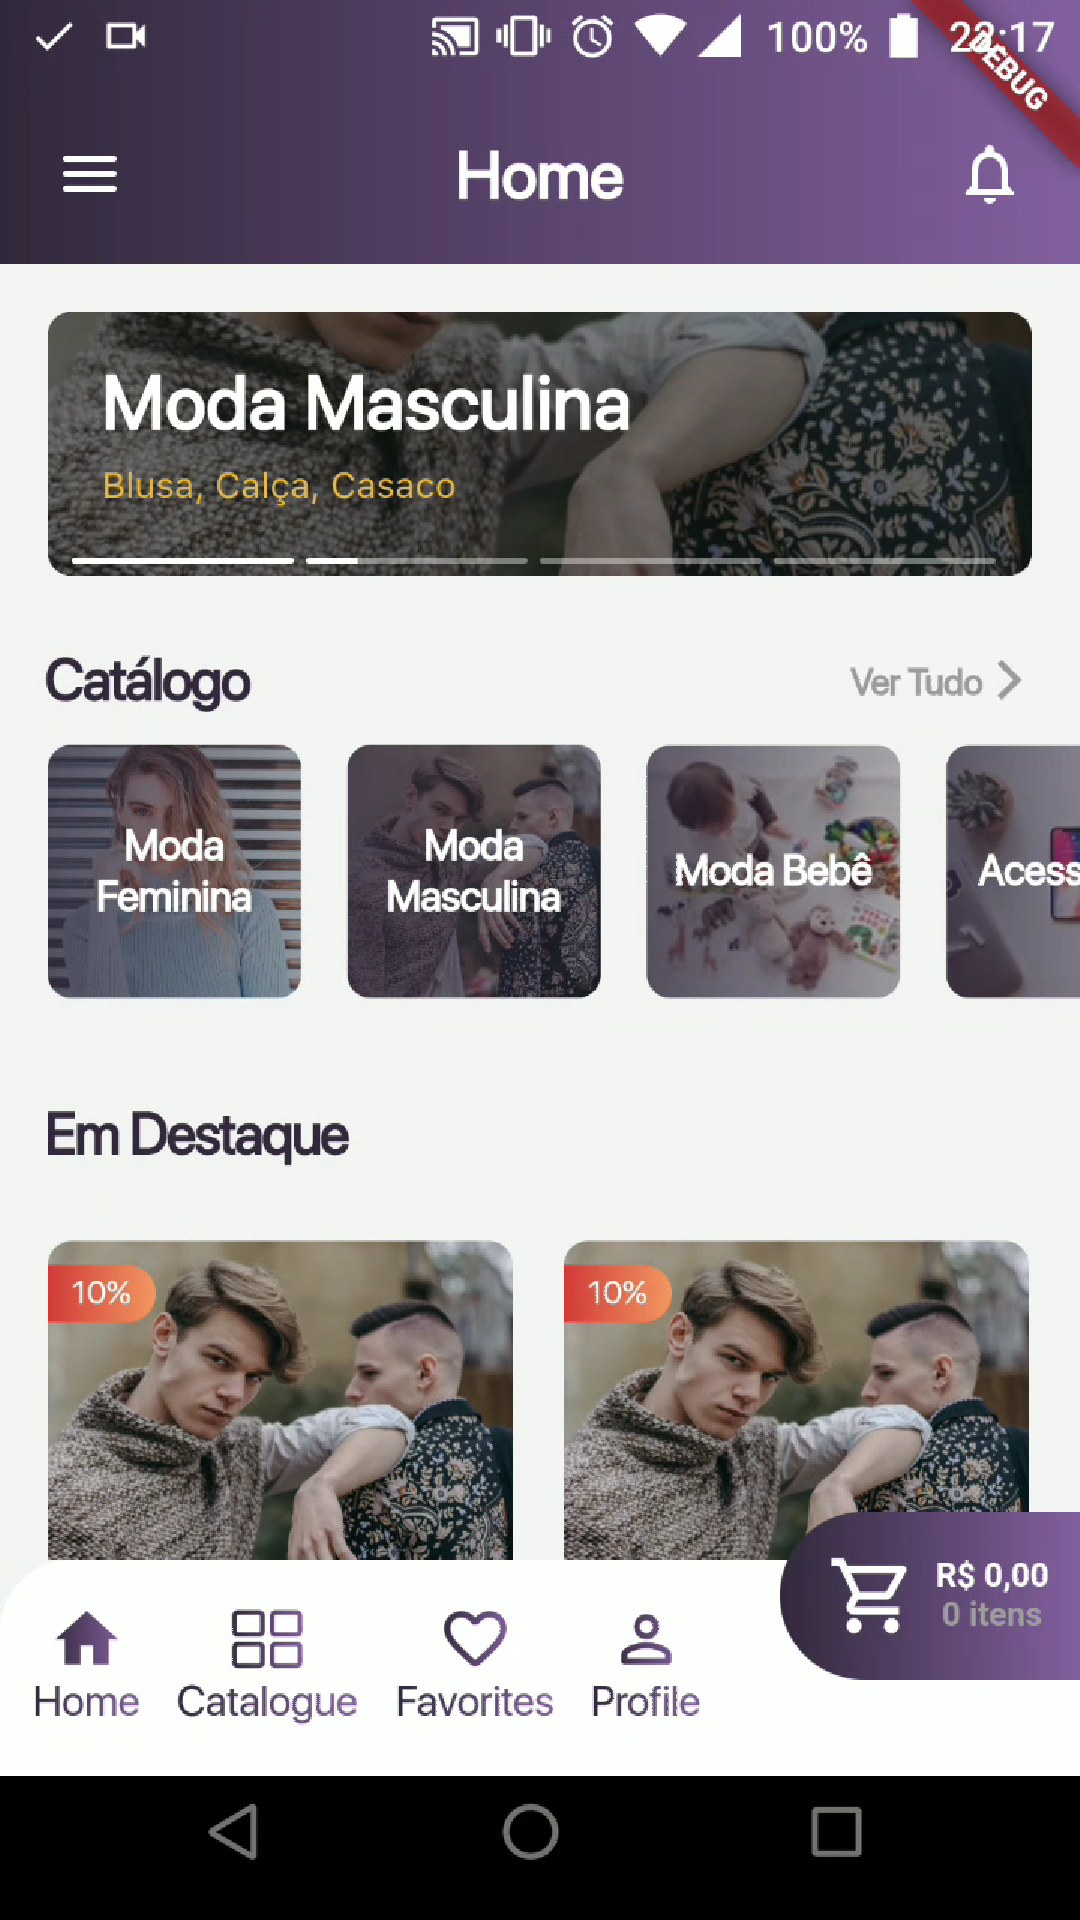 100%
22:17
DEBUG
Home
Moda Masculina
Blusa, Calça, Casaco
Catálogo
Ver Tudo
Moda
Feminina
Moda
Masculina
Moda Bebê
Acess
Em Destaque
10%
10%
R$ 0,00
0 itens
Home
Catalogue
Favorites
Profile